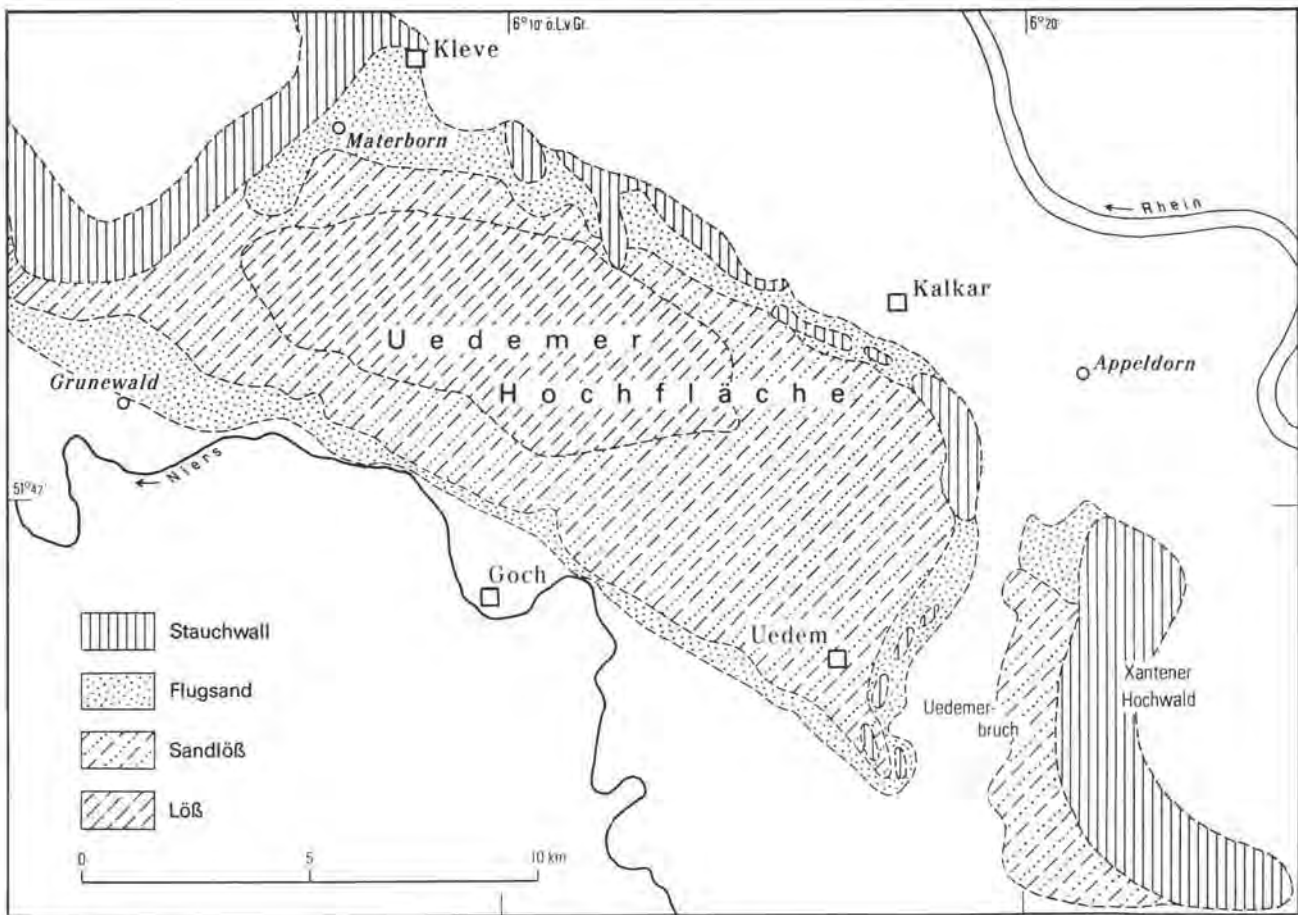 6° 10' ö.L.v.Gr.
6° 20'
Kleve
Materborn
← Rhein
Kalkar
Uedemer
Hochfläche
Appeldorn
Grunewald
← Niers
51° 42'
Goch
Uedem
Uedemer-
bruch
Xantener
Hochwald
Stauchwall
Flugsand
Sandlöß
Löß
0 5 10 km